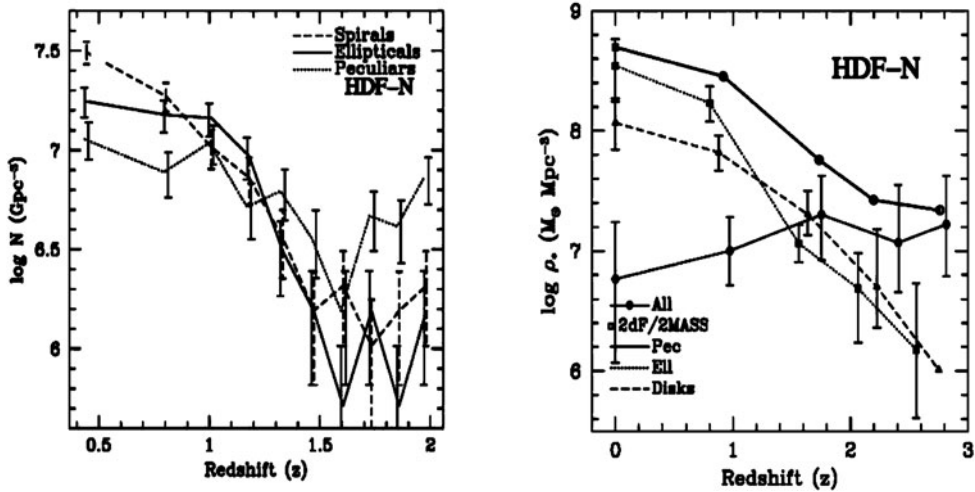 7.5
7
6.5
6
log N (Gpc⁻³)
Spirals
Ellipticals
Peculiars
HDF-N
0.5
1
1.5
2
Redshift (z)
9
8
7
6
log ρ* (M⊙ Mpc⁻³)
HDF-N
All
2dF/2MASS
Pec
Ell
Disks
0
1
2
3
Redshift (z)